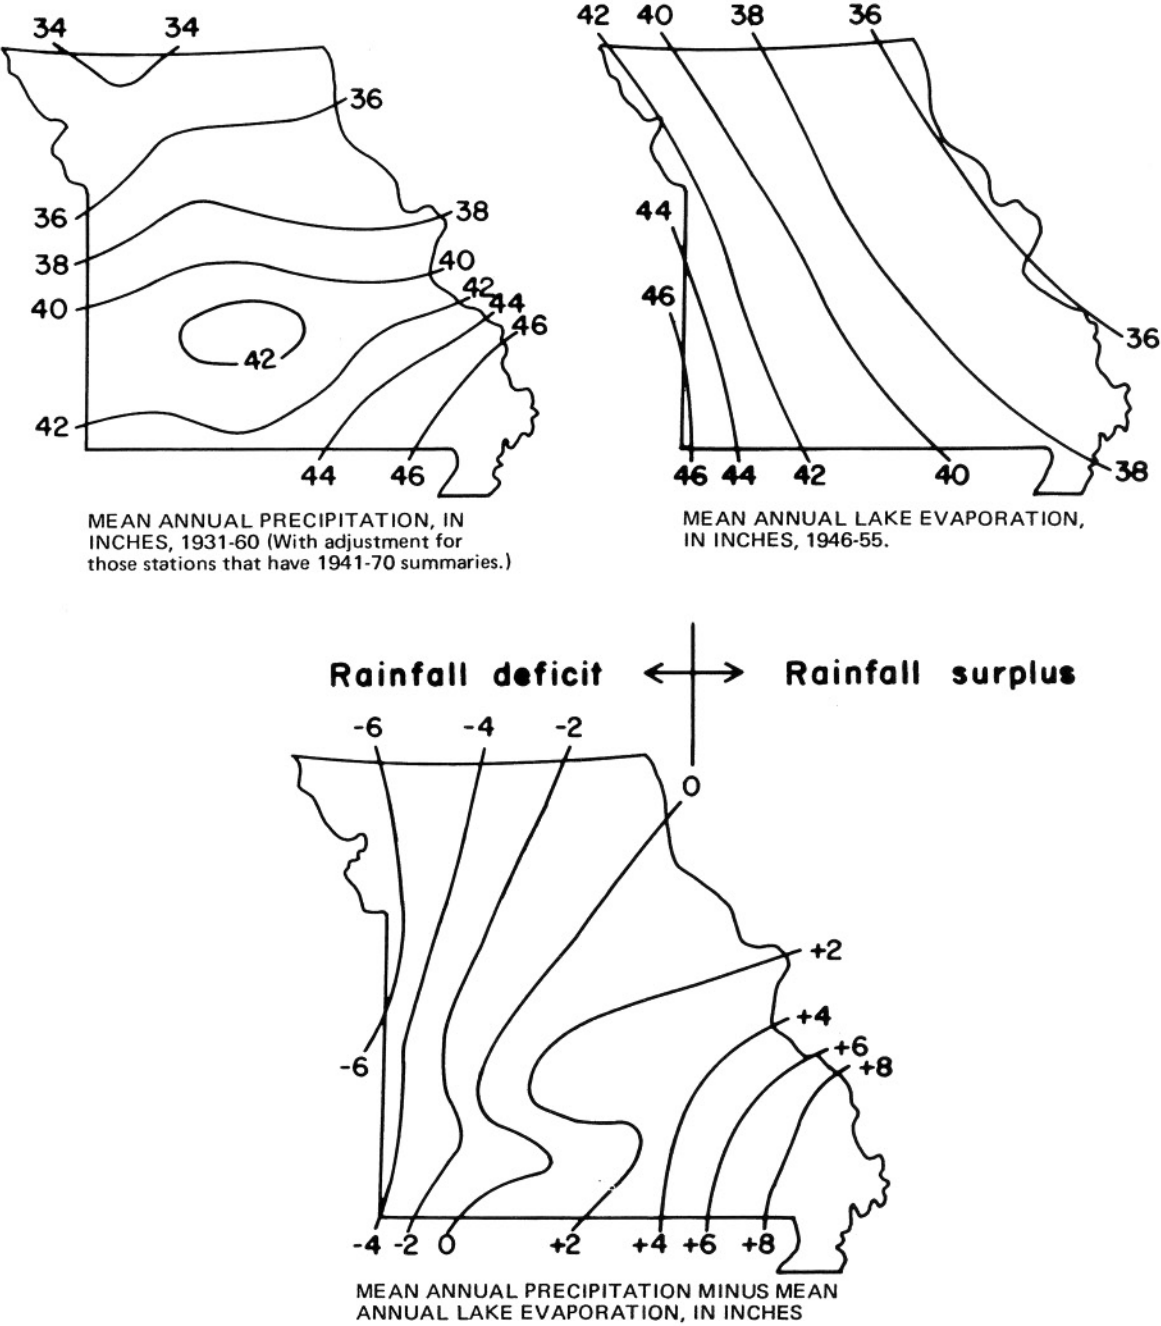 34 34
36
36
38
38
40
40
42
42
44
46
42
44 46
MEAN ANNUAL PRECIPITATION, IN
INCHES, 1931-60 (With adjustment for
those stations that have 1941-70 summaries.)
42 40 38 36
44
46
36
46 44 42 40 38
MEAN ANNUAL LAKE EVAPORATION,
IN INCHES, 1946-55.
Rainfall deficit Rainfall surplus
-6 -4 -2
0
+2
+4
+6
+8
-6
-4 -2 0 +2 +4 +6 +8
MEAN ANNUAL PRECIPITATION MINUS MEAN
ANNUAL LAKE EVAPORATION, IN INCHES